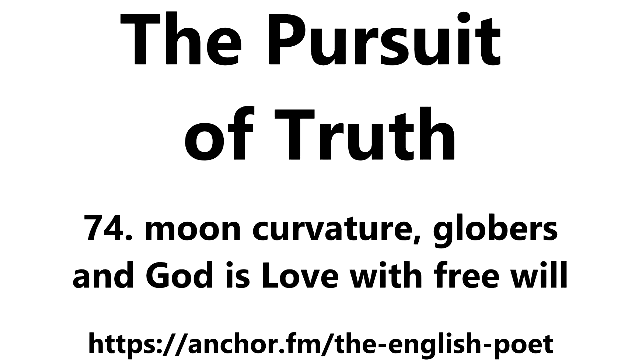 The Pursuit
of Truth
74. moon curvature, globers
and God is Love with free will
https://anchor.fm/the-english-poet